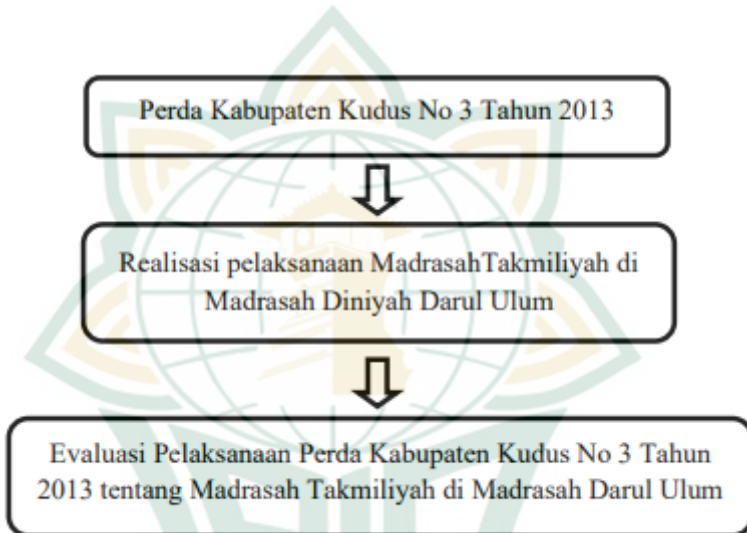 Perda Kabupaten Kudus No 3 Tahun 2013
Realisasi pelaksanaan MadrasahTakmiliyah di
Madrasah Diniyah Darul Ulum
Evaluasi Pelaksanaan Perda Kabupaten Kudus No 3 Tahun
2013 tentang Madrasah Takmiliyah di Madrasah Darul Ulum